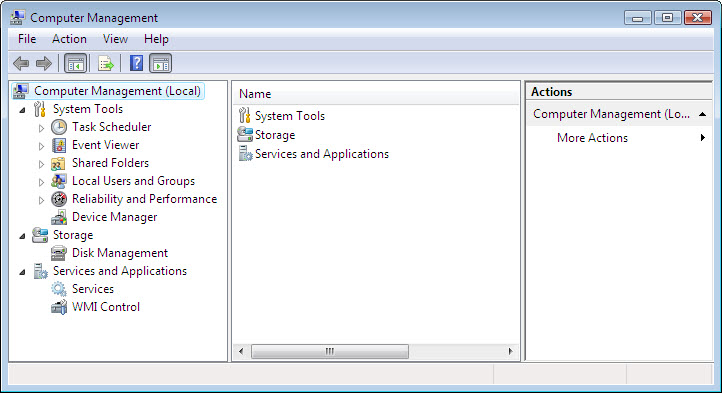 Computer Management
File Action View Help
Computer Management (Local)
System Tools
Task Scheduler
Event Viewer
Shared Folders
Local Users and Groups
Reliability and Performance
Device Manager
Storage
Disk Management
Services and Applications
Services
WMI Control
Name
System Tools
Storage
Services and Applications
Actions
Computer Management (Lo...
More Actions